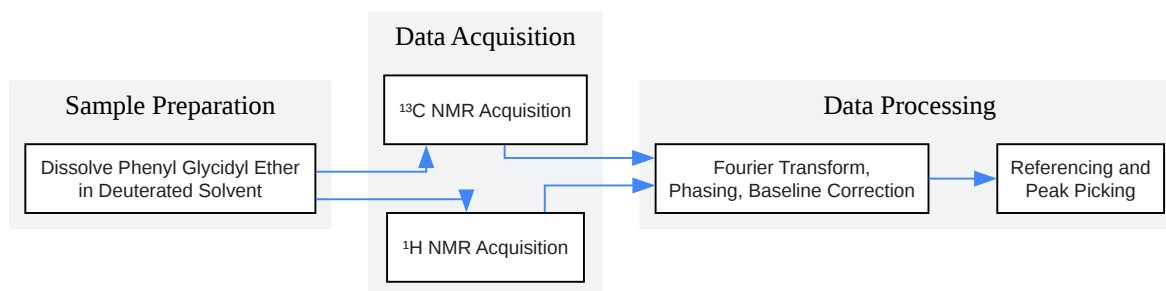 Sample Preparation
Dissolve Phenyl Glycidyl Ether
in Deuterated Solvent
Data Acquisition
¹³C NMR Acquisition
¹H NMR Acquisition
Data Processing
Fourier Transform,
Phasing, Baseline Correction
Referencing and
Peak Picking